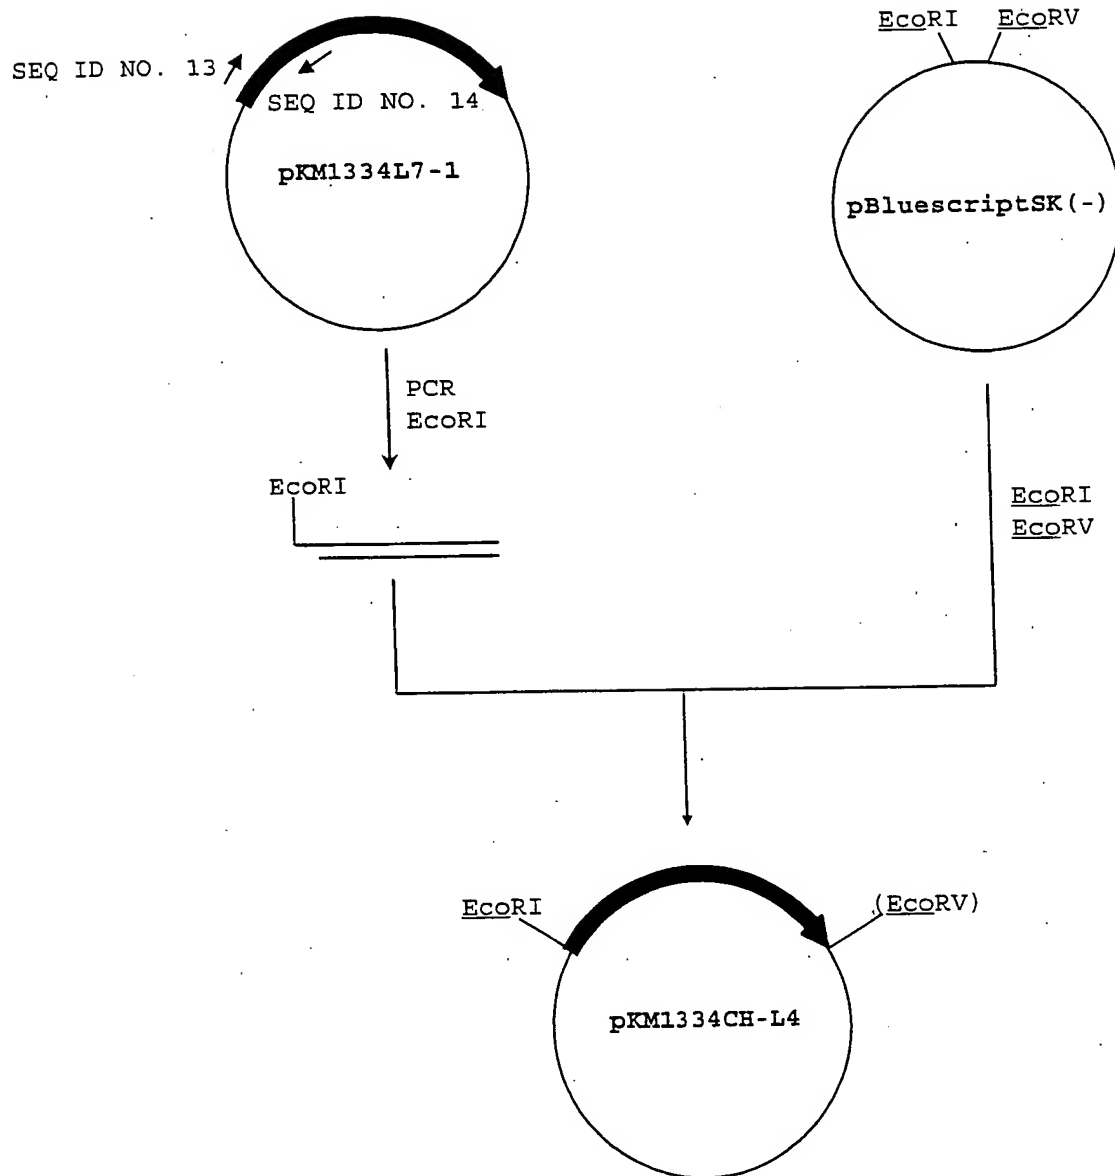 EcoRI EcoRV
SEQ ID NO. 13
SEQ ID NO. 14
pKM1334L7-1
pBluescriptSK(-)
PCR
EcoRI
EcoRI
EcoRI
EcoRV
EcoRI
(EcoRV)
pKM1334CH-L4